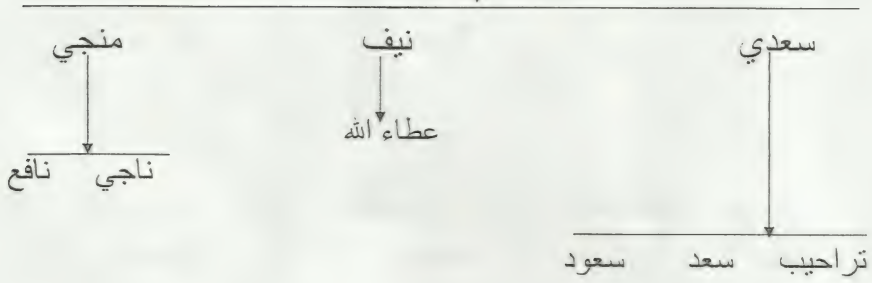 سعدي نيف منجي
عطاء الله
ناجي نافع
تراحيب سعد سعود